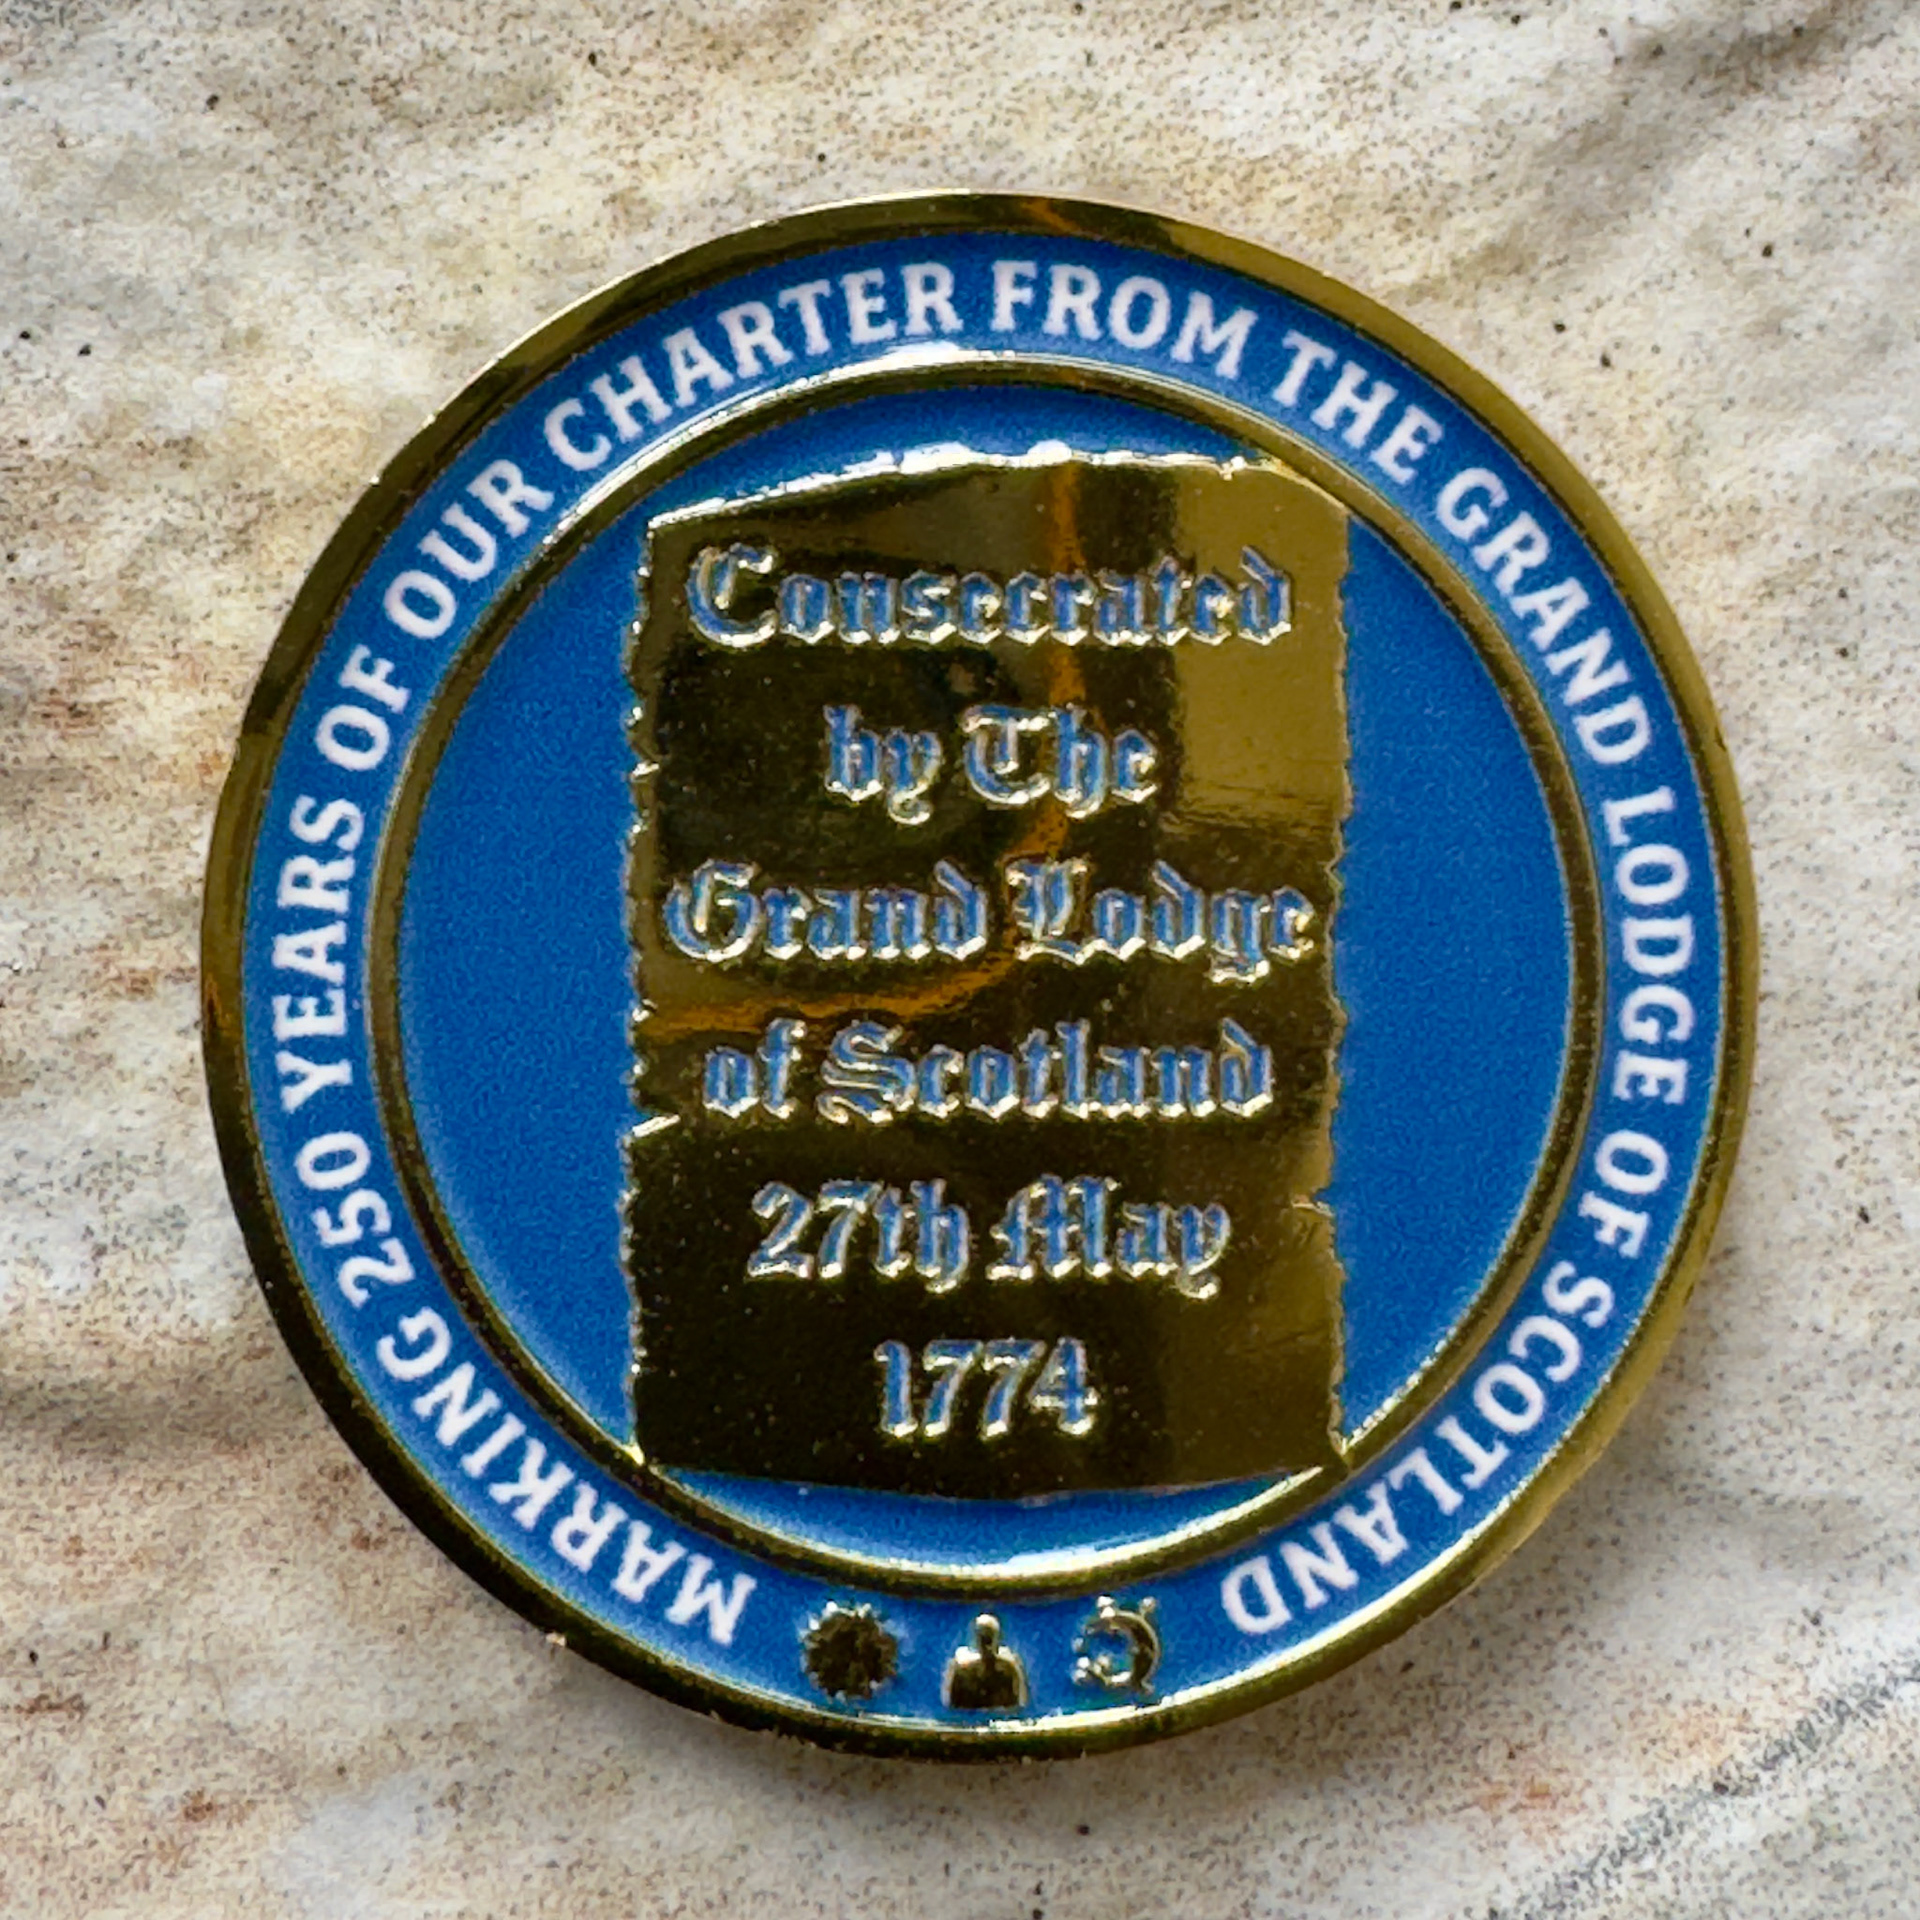 MARKING 250 YEARS OF OUR CHARTER FROM THE GRAND LODGE OF SCOTLAND
Consecrated
by The
Grand Lodge
of Scotland
27th May
1774